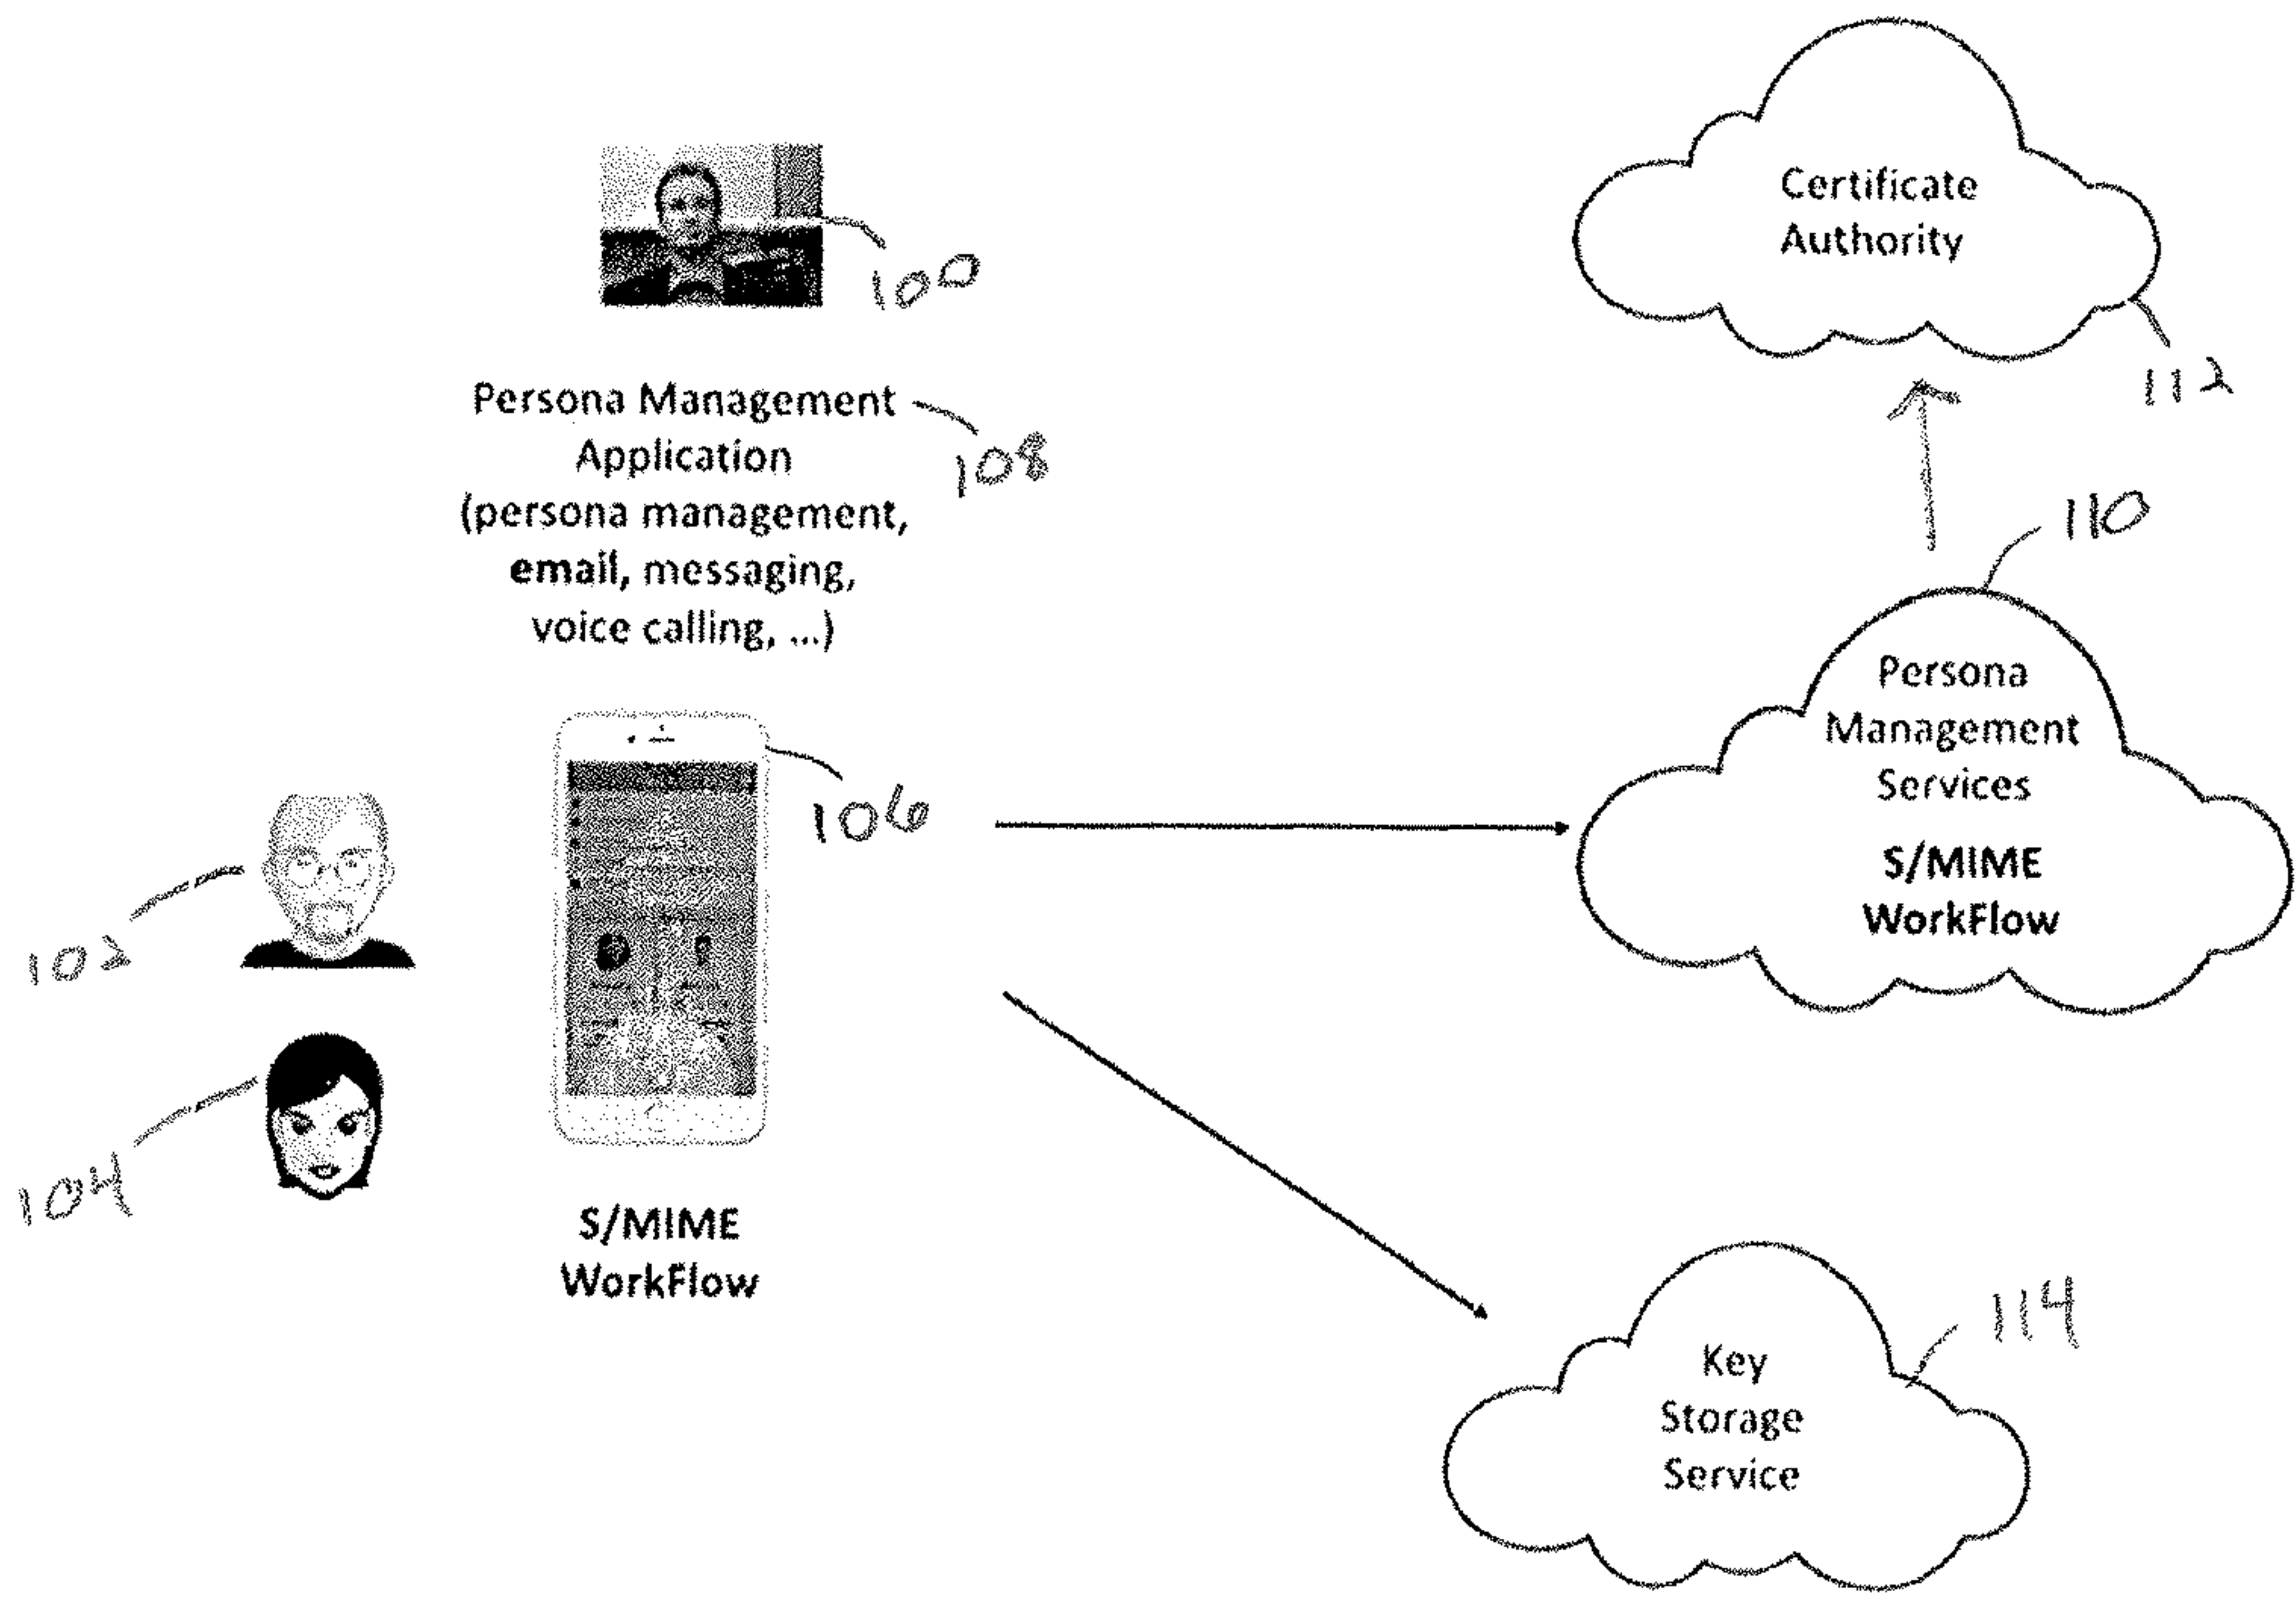 100
Persona Management
Application
(persona management,
email, messaging,
voice calling, ...)
108
106
102
104
S/MIME
WorkFlow
Certificate
Authority
112
110
Persona
Management
Services
S/MIME
WorkFlow
114
Key
Storage
Service